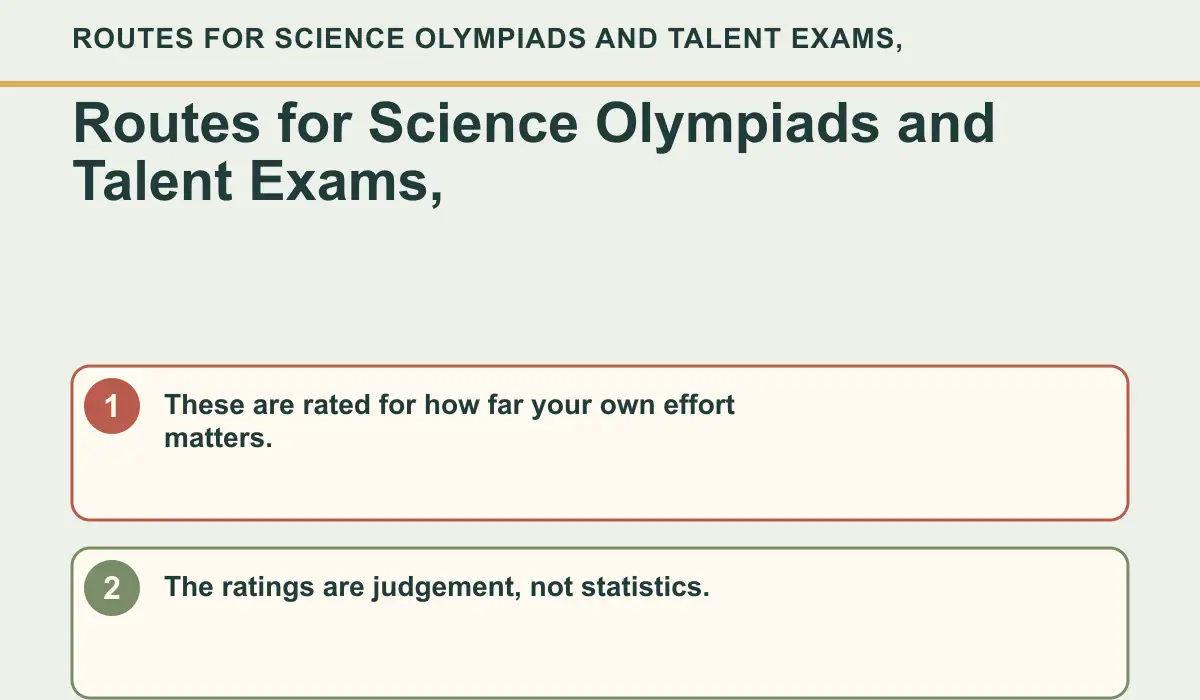 ROUTES FOR SCIENCE OLYMPIADS AND TALENT EXAMS,
Routes for Science Olympiads and
Talent Exams,
1
These are rated for how far your own effort
matters.
2
The ratings are judgement, not statistics.